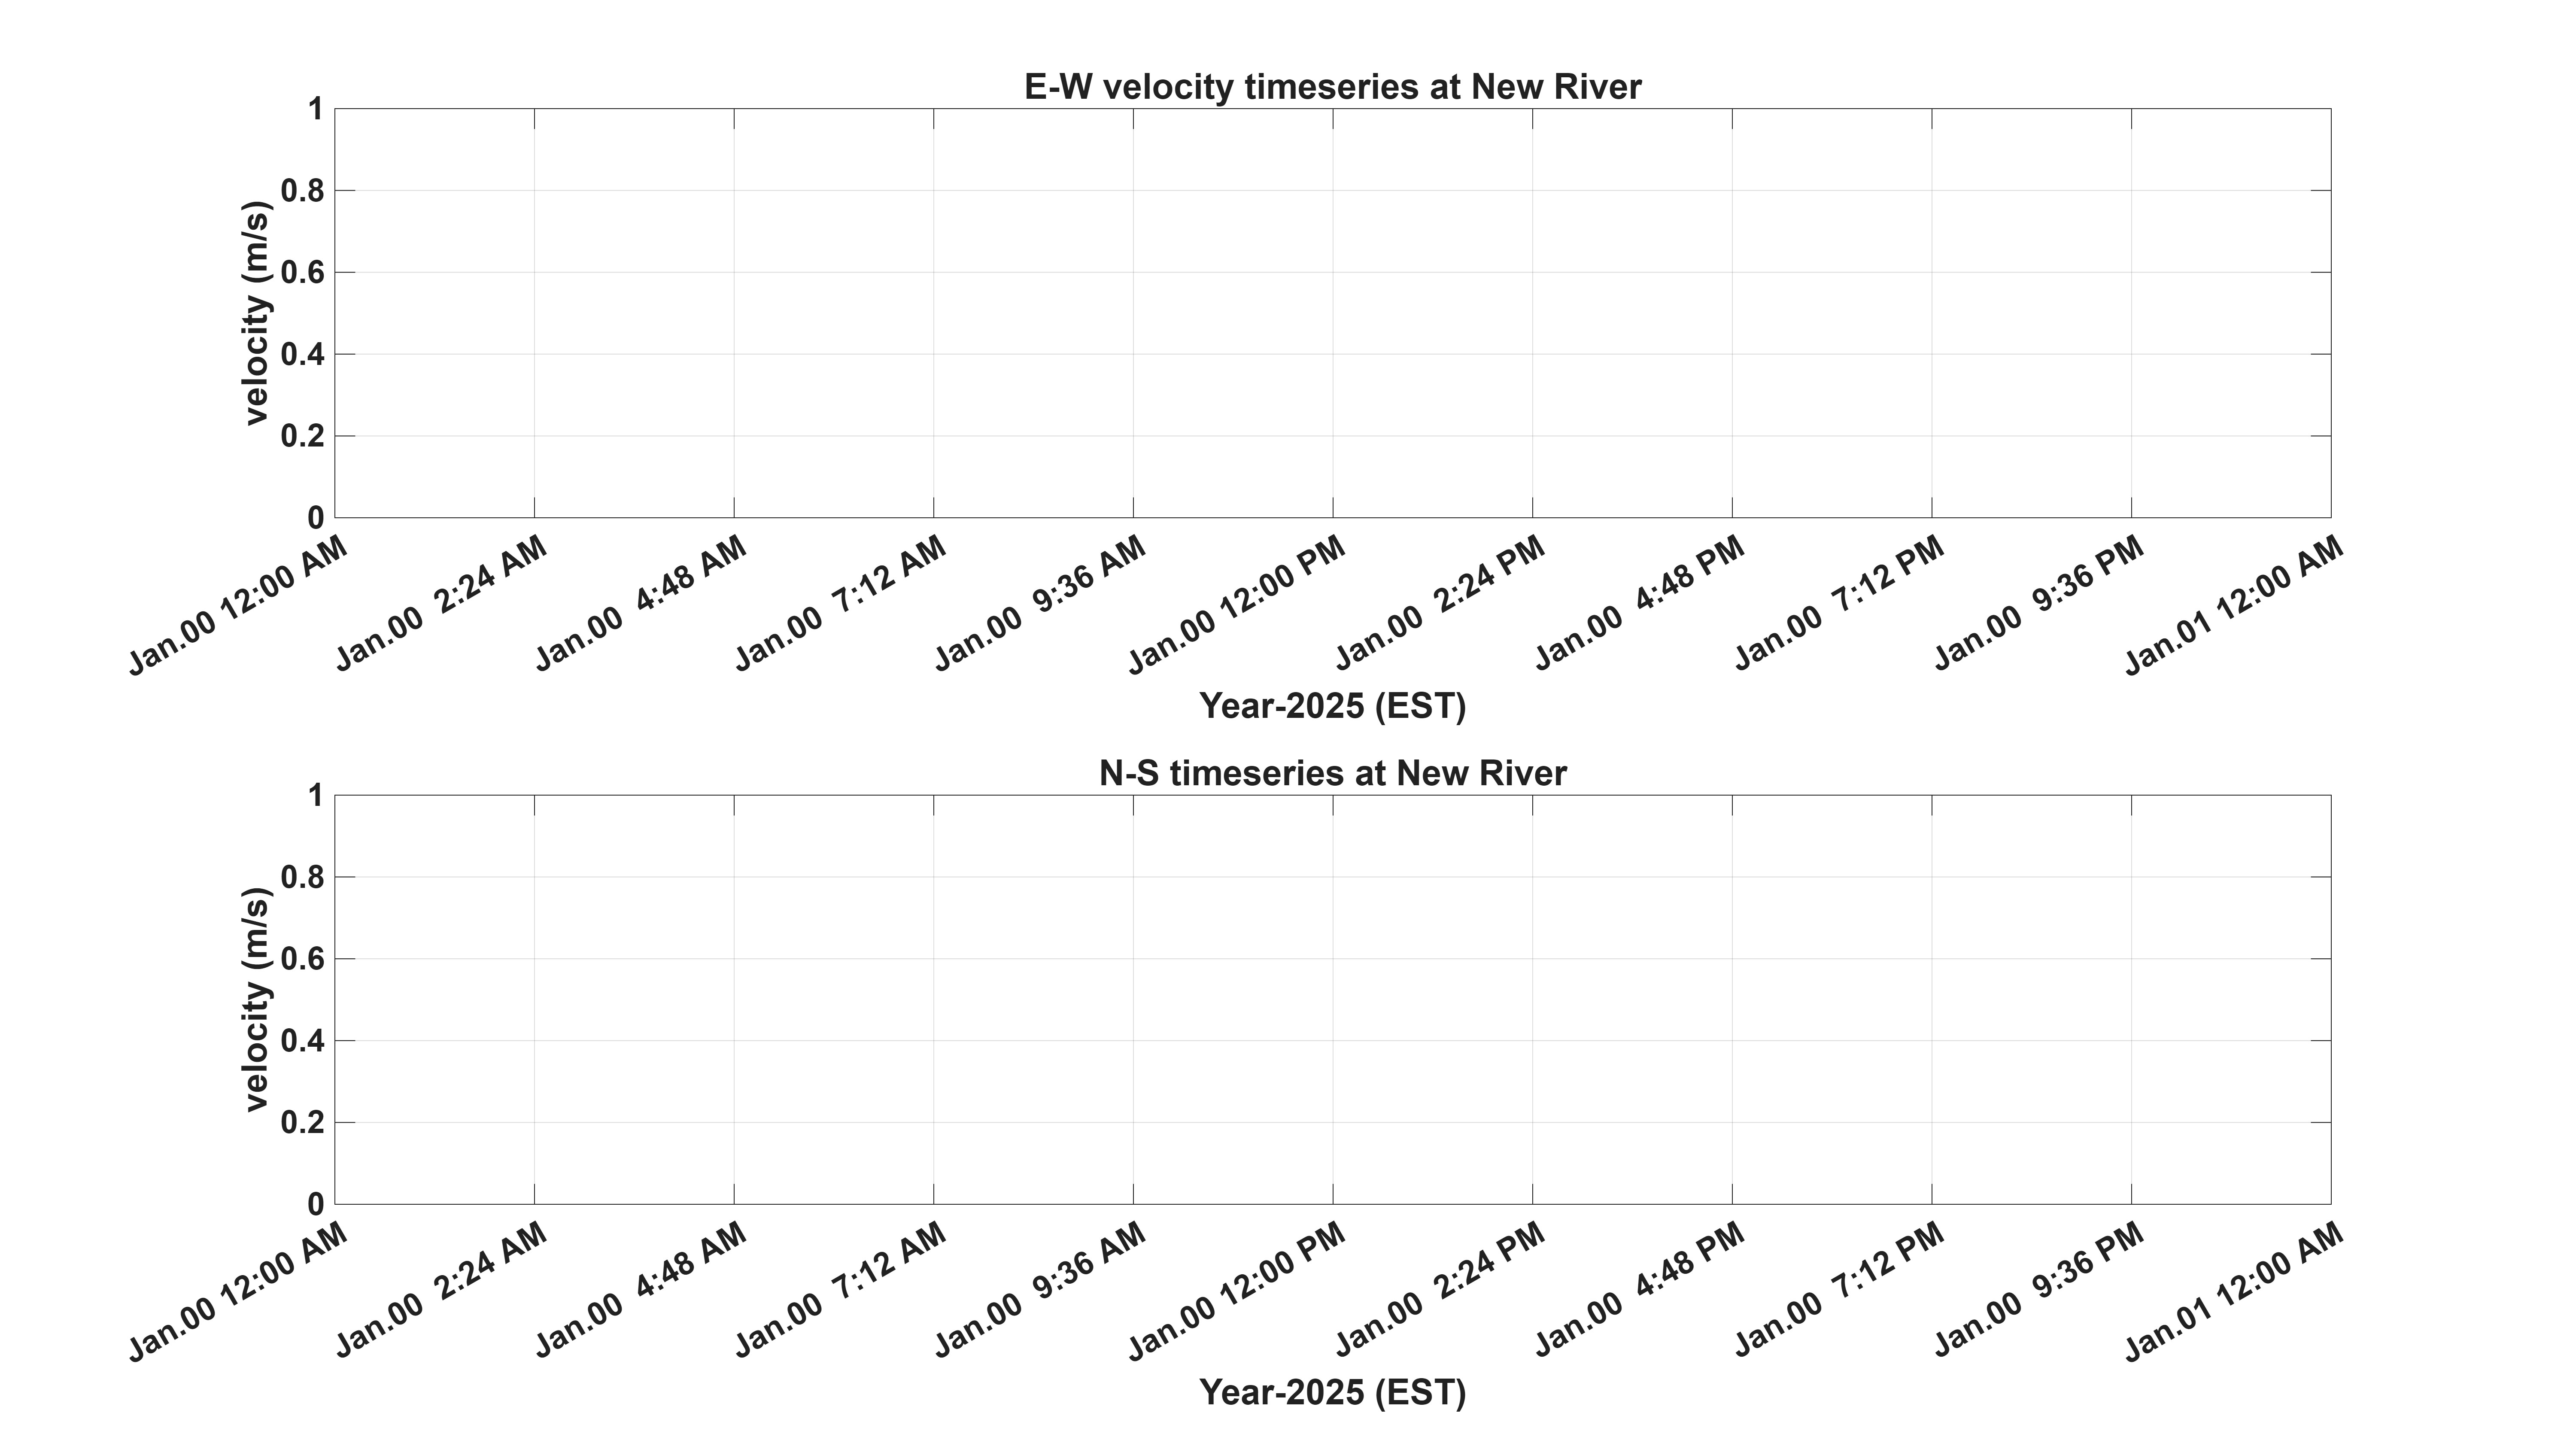 E-W velocity timeseries at New River
velocity (m/s)
1
0.8
0.6
0.4
0.2
0
Jan.00 12:00 AM
Jan.00  2:24 AM
Jan.00  4:48 AM
Jan.00  7:12 AM
Jan.00  9:36 AM
Jan.00 12:00 PM
Jan.00  2:24 PM
Jan.00  4:48 PM
Jan.00  7:12 PM
Jan.00  9:36 PM
Jan.01 12:00 AM
Year-2025 (EST)
N-S timeseries at New River
velocity (m/s)
1
0.8
0.6
0.4
0.2
0
Jan.00 12:00 AM
Jan.00  2:24 AM
Jan.00  4:48 AM
Jan.00  7:12 AM
Jan.00  9:36 AM
Jan.00 12:00 PM
Jan.00  2:24 PM
Jan.00  4:48 PM
Jan.00  7:12 PM
Jan.00  9:36 PM
Jan.01 12:00 AM
Year-2025 (EST)